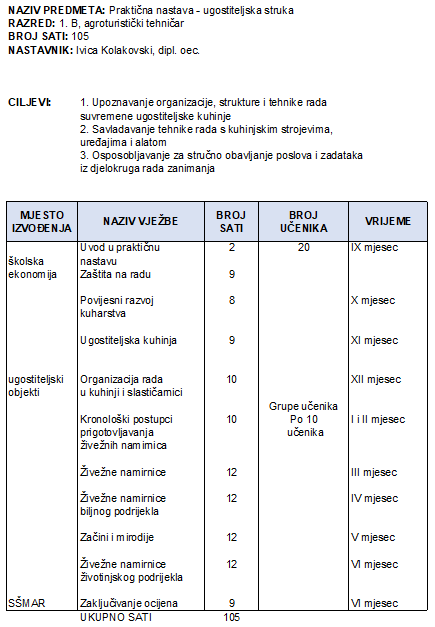 NAZIV PREDMETA: Praktična nastava - ugostiteljska struka
RAZRED: 1. B, agroturistički tehničar
BROJ SATI: 105
NASTAVNIK: Ivica Kolakovski, dipl. oec.
CILJEVI: 1. Upoznavanje organizacije, strukture i tehnike rada
suvremene ugostiteljske kuhinje
2. Savladavanje tehnike rada s kuhinjskim strojevima,
uređajima i alatom
3. Osposobljavanje za stručno obavljanje poslova i zadataka
iz djelokruga rada zanimanja
MJESTO IZVOĐENJA NAZIV VJEŽBE BROJ SATI BROJ UČENIKA VRIJEME
Uvod u praktičnu 2 20 IX mjesec
školska nastavu
ekonomija Zaštita na radu 9
Povijesni razvoj 8 X mjesec
kuharstva
Ugostiteljska kuhinja 9 XI mjesec
ugostiteljski Organizacija rada 10 XII mjesec
objekti u kuhinji i slastičarnici
Grupe učenika
Kronološki postupci 10 Po 10 I i II mjesec
prigotovljavanja učenika
živežnih namirnica
Živežne namirnice 12 III mjesec
Živežne namirnice 12 IV mjesec
biljnog podrijekla
Začini i mirodije 12 V mjesec
Živežne namirnice 12 VI mjesec
životinjskog podrijekla
SŠMAR Zaključivanje ocijena 9 VI mjesec
UKUPNO SATI 105